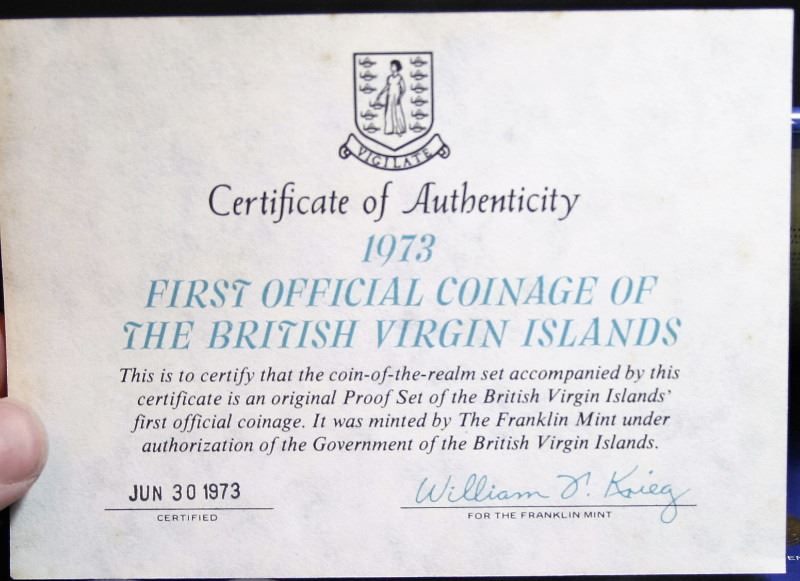 VIGILATE
Certificate of Authenticity
1973
FIRST OFFICIAL COINAGE OF
THE BRITISH VIRGIN ISLANDS
This is to certify that the coin-of-the-realm set accompanied by this
certificate is an original Proof Set of the British Virgin Islands'
first official coinage. It was minted by The Franklin Mint under
authorization of the Government of the British Virgin Islands.
JUN 30 1973
William T. Krieg
CERTIFIED
FOR THE FRANKLIN MINT